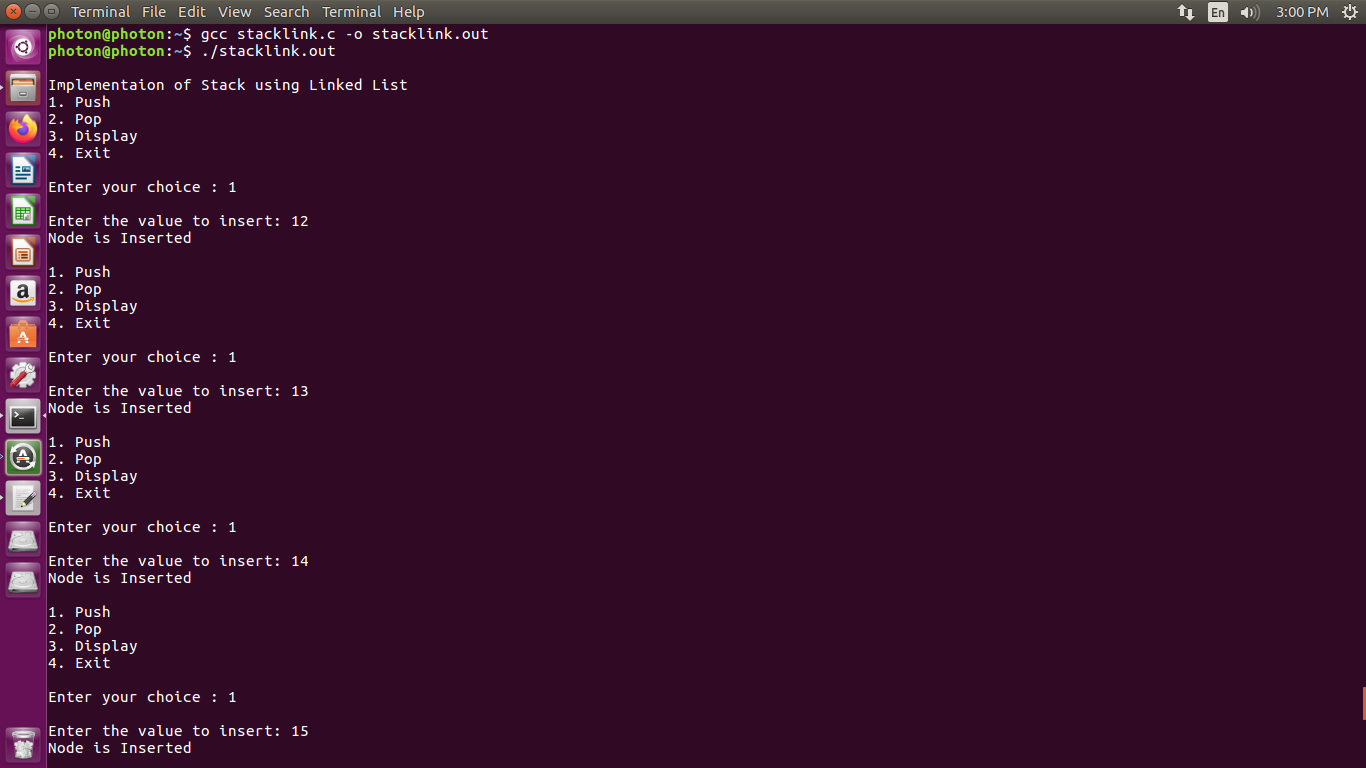 Terminal File Edit View Search Terminal Help En 3:00 PM
photon@photon:~$ gcc stacklink.c -o stacklink.out
photon@photon:~$ ./stacklink.out
Implementaion of Stack using Linked List
1. Push
2. Pop
3. Display
4. Exit
Enter your choice : 1
Enter the value to insert: 12
Node is Inserted
1. Push
2. Pop
3. Display
4. Exit
Enter your choice : 1
Enter the value to insert: 13
Node is Inserted
1. Push
2. Pop
3. Display
4. Exit
Enter your choice : 1
Enter the value to insert: 14
Node is Inserted
1. Push
2. Pop
3. Display
4. Exit
Enter your choice : 1
Enter the value to insert: 15
Node is Inserted